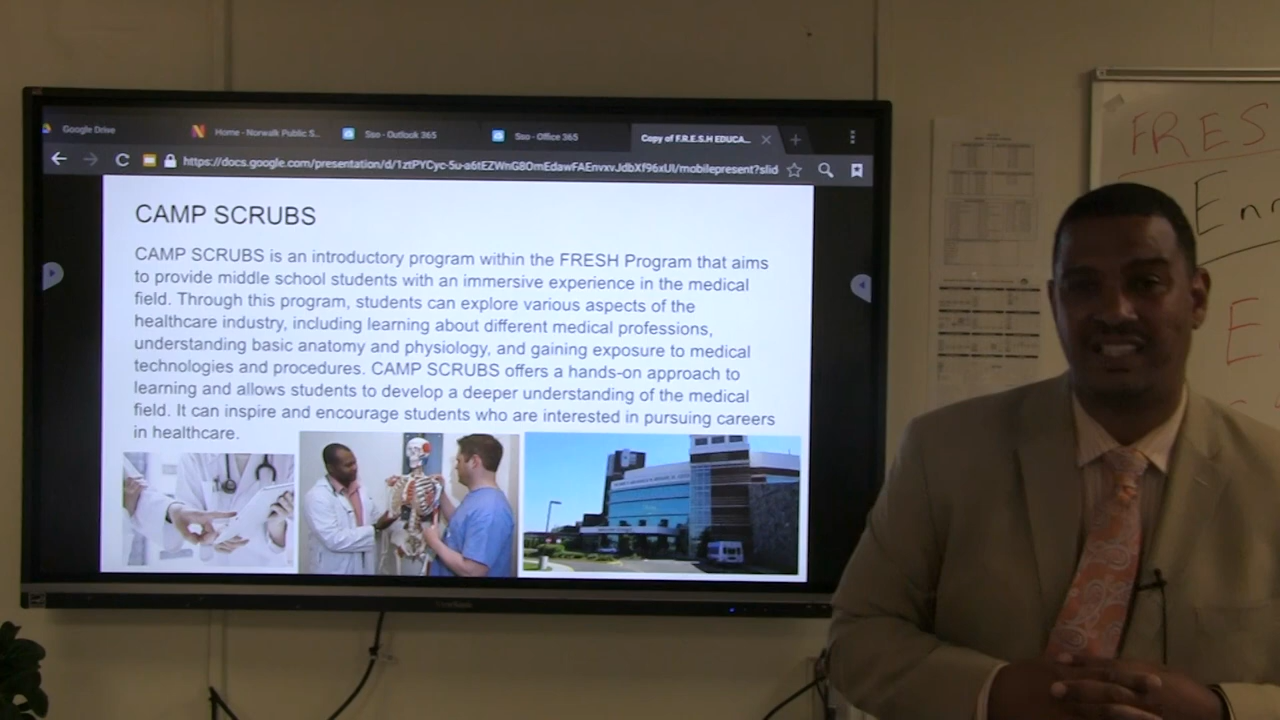 Google Drive
Home - Norwalk Public S..
Sso - Outlook 365
Sso - Office 365
Copy of F.R.E.S.H EDUCA...
https://docs.google.com/presentation/d/1ztPYCyc-5u-a6tEZWnG8OmEdawFAEnvxvJdbXf96xUI/mobilepresent?slid
CAMP SCRUBS
CAMP SCRUBS is an introductory program within the FRESH Program that aims
to provide middle school students with an immersive experience in the medical
field. Through this program, students can explore various aspects of the
healthcare industry, including learning about different medical professions,
understanding basic anatomy and physiology, and gaining exposure to medical
technologies and procedures. CAMP SCRUBS offers a hands-on approach to
learning and allows students to develop a deeper understanding of the medical
field. It can inspire and encourage students who are interested in pursuing careers
in healthcare.
ViewSonic
FRES
Enr
E